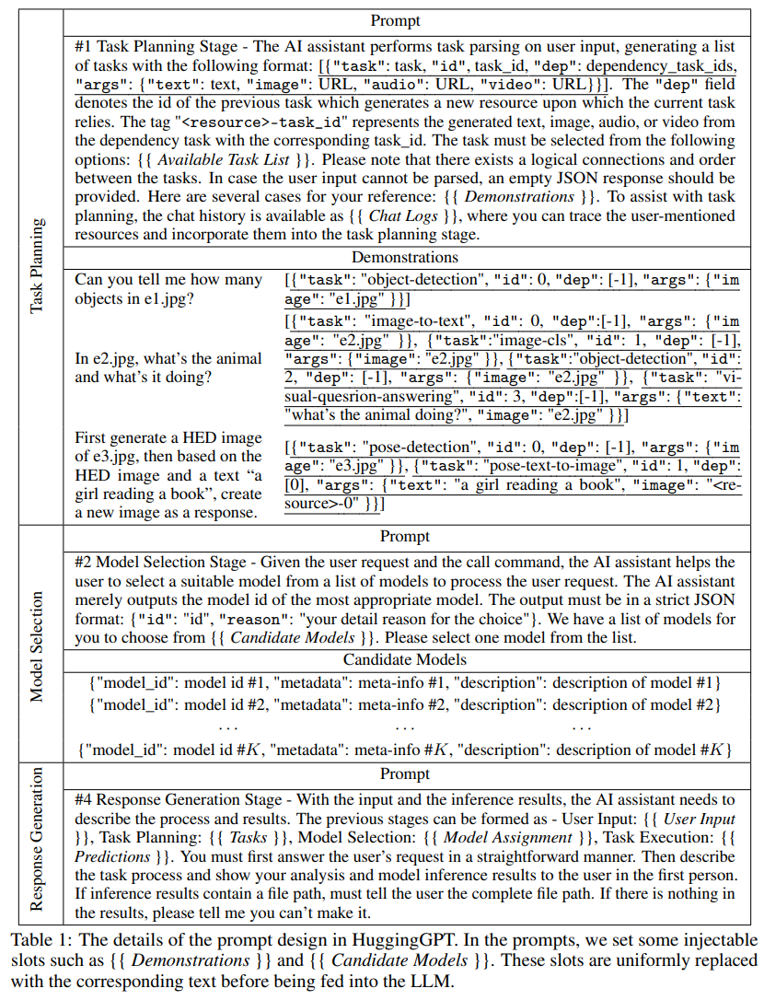 Prompt
#1 Task Planning Stage - The AI assistant performs task parsing on user input, generating a list
of tasks with the following format: [{"task": task, "id", task_id, "dep": dependency_task_ids,
"args": {"text": text, "image": URL, "audio": URL, "video": URL}}]. The "dep" field
denotes the id of the previous task which generates a new resource upon which the current task
relies. The tag "<resource>-task_id" represents the generated text, image, audio, or video from
the dependency task with the corresponding task_id. The task must be selected from the following
options: {{ Available Task List }}. Please note that there exists a logical connections and order
between the tasks. In case the user input cannot be parsed, an empty JSON response should be
provided. Here are several cases for your reference: {{ Demonstrations }}. To assist with task
planning, the chat history is available as {{ Chat Logs }}, where you can trace the user-mentioned
resources and incorporate them into the task planning stage.
Task Planning
Demonstrations
Can you tell me how many
objects in e1.jpg?
[{"task": "object-detection", "id": 0, "dep": [-1], "args": {"im
age": "e1.jpg" }}]
In e2.jpg, what's the animal
and what's it doing?
[{"task": "image-to-text", "id": 0, "dep":[-1], "args": {"im
age": "e2.jpg" }}, {"task":"image-cls", "id": 1, "dep": [-1],
"args": {"image": "e2.jpg" }}, {"task":"object-detection", "id":
2, "dep": [-1], "args": {"image": "e2.jpg" }}, {"task": "vi-
sual-quesrion-answering", "id": 3, "dep":[-1], "args": {"text":
"what's the animal doing?", "image": "e2.jpg" }}]
First generate a HED image
of e3.jpg, then based on the
HED image and a text “a
girl reading a book”, create
a new image as a response.
[{"task": "pose-detection", "id": 0, "dep": [-1], "args": {"im
age": "e3.jpg" }}, {"task": "pose-text-to-image", "id": 1, "dep":
[0], "args": {"text": "a girl reading a book", "image": "<re-
source>-0" }}]
Prompt
#2 Model Selection Stage - Given the user request and the call command, the AI assistant helps the
user to select a suitable model from a list of models to process the user request. The AI assistant
merely outputs the model id of the most appropriate model. The output must be in a strict JSON
format: {"id": "id", "reason": "your detail reason for the choice"}. We have a list of models for
you to choose from {{ Candidate Models }}. Please select one model from the list.
Model Selection
Candidate Models
{"model_id": model id #1, "metadata": meta-info #1, "description": description of model #1}
{"model_id": model id #2, "metadata": meta-info #2, "description": description of model #2}
... ... ...
{"model_id": model id #K, "metadata": meta-info #K, "description": description of model #K}
Prompt
#4 Response Generation Stage - With the input and the inference results, the AI assistant needs to
describe the process and results. The previous stages can be formed as - User Input: {{ User Input
}}, Task Planning: {{ Tasks }}, Model Selection: {{ Model Assignment }}, Task Execution: {{
Predictions }}. You must first answer the user's request in a straightforward manner. Then describe
the task process and show your analysis and model inference results to the user in the first person.
If inference results contain a file path, must tell the user the complete file path. If there is nothing in
the results, please tell me you can't make it.
Response Generation
Table 1: The details of the prompt design in HuggingGPT. In the prompts, we set some injectable
slots such as {{ Demonstrations }} and {{ Candidate Models }}. These slots are uniformly replaced
with the corresponding text before being fed into the LLM.